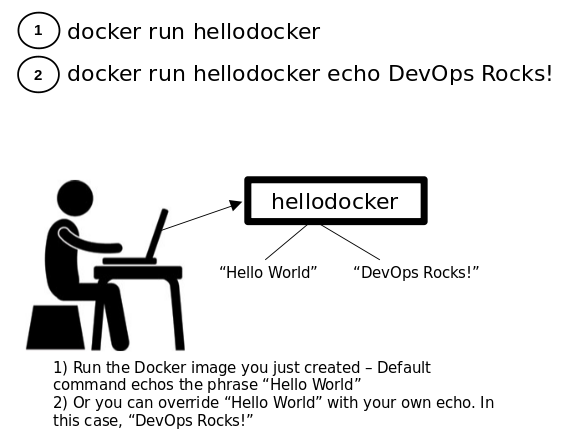 1 docker run hellodocker
2 docker run hellodocker echo DevOps Rocks!
hellodocker
“Hello World” “DevOps Rocks!”
1) Run the Docker image you just created – Default
command echos the phrase “Hello World”
2) Or you can override “Hello World” with your own echo. In
this case, “DevOps Rocks!”